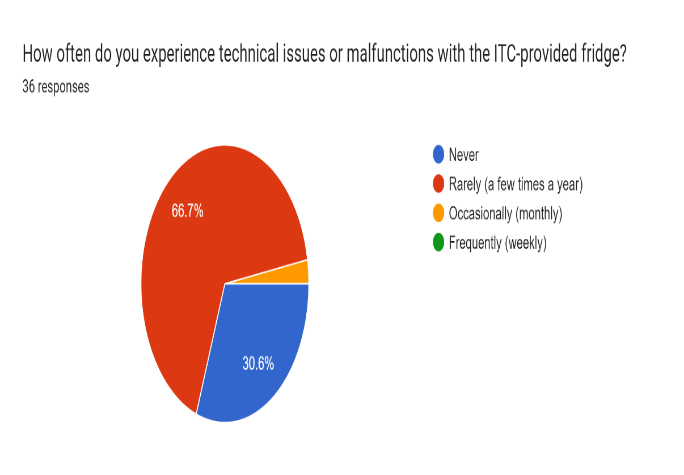 How often do you experience technical issues or malfunctions with the ITC-provided fridge?
36 responses
66.7%
30.6%
Never
Rarely (a few times a year)
Occasionally (monthly)
Frequently (weekly)